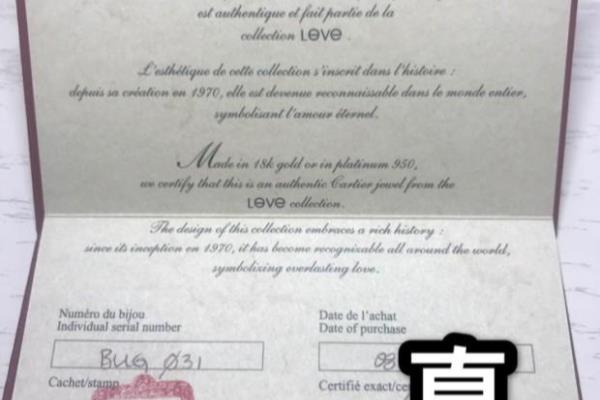 est authentique et fait partie de la
collection LOVE .
L'esthétique de cette collection s'inscrit dans l'histoire :
depuis sa création en 1970, elle est devenue reconnaissable dans le monde entier,
symbolisant l'amour éternel.
Made in 18k gold or in platinum 950,
we certify that this is an authentic Cartier jewel from the
LOVE collection.
The design of this collection embraces a rich history :
since its inception en 1970, it has become recognizable all around the world,
symbolizing everlasting love.
Numéro du bijou
Individual serial number
BUG Ø31
Date de l'achat
Date of purchase
Cachet/stamp
Certifié exact/